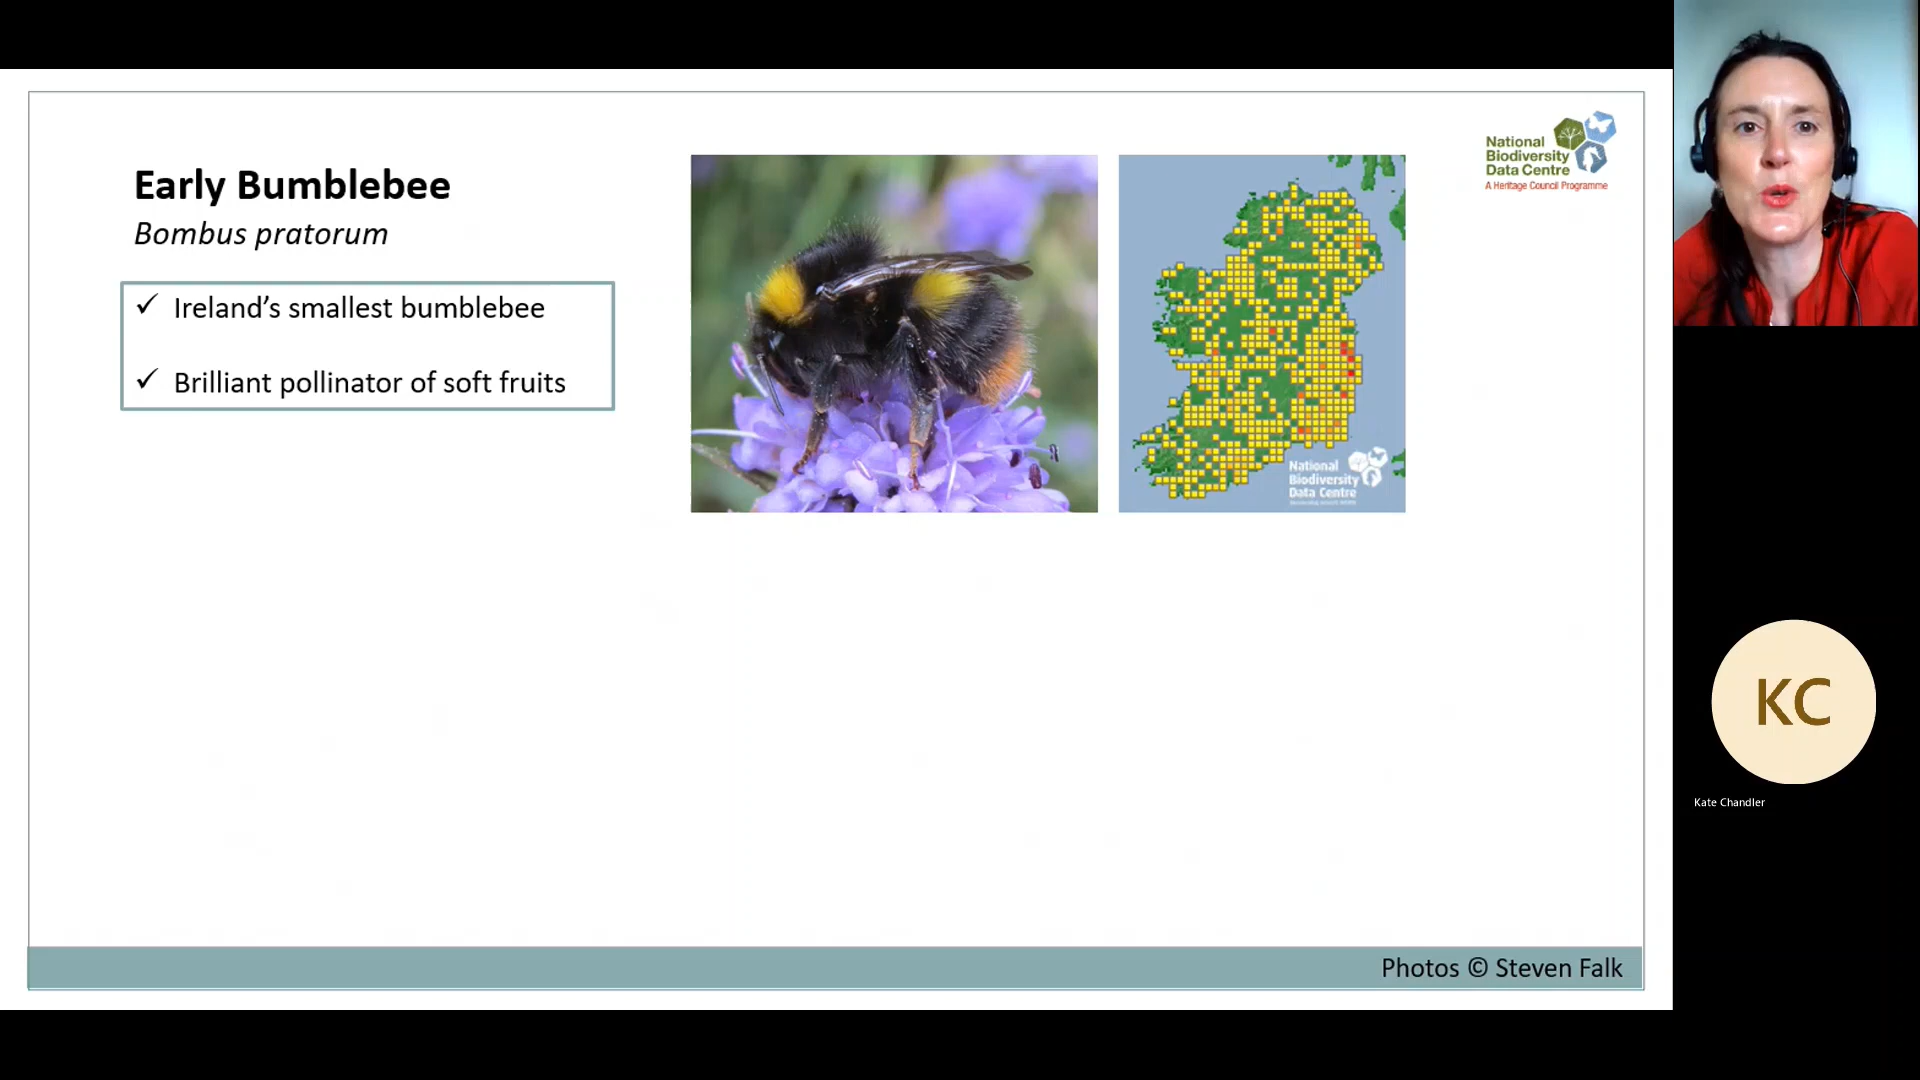 Early Bumblebee
Bombus pratorum
✓ Ireland’s smallest bumblebee
✓ Brilliant pollinator of soft fruits
National
Biodiversity
Data Centre
A Heritage Council Programme
National
Biodiversity
Data Centre
Photos © Steven Falk
KC
Kate Chandler